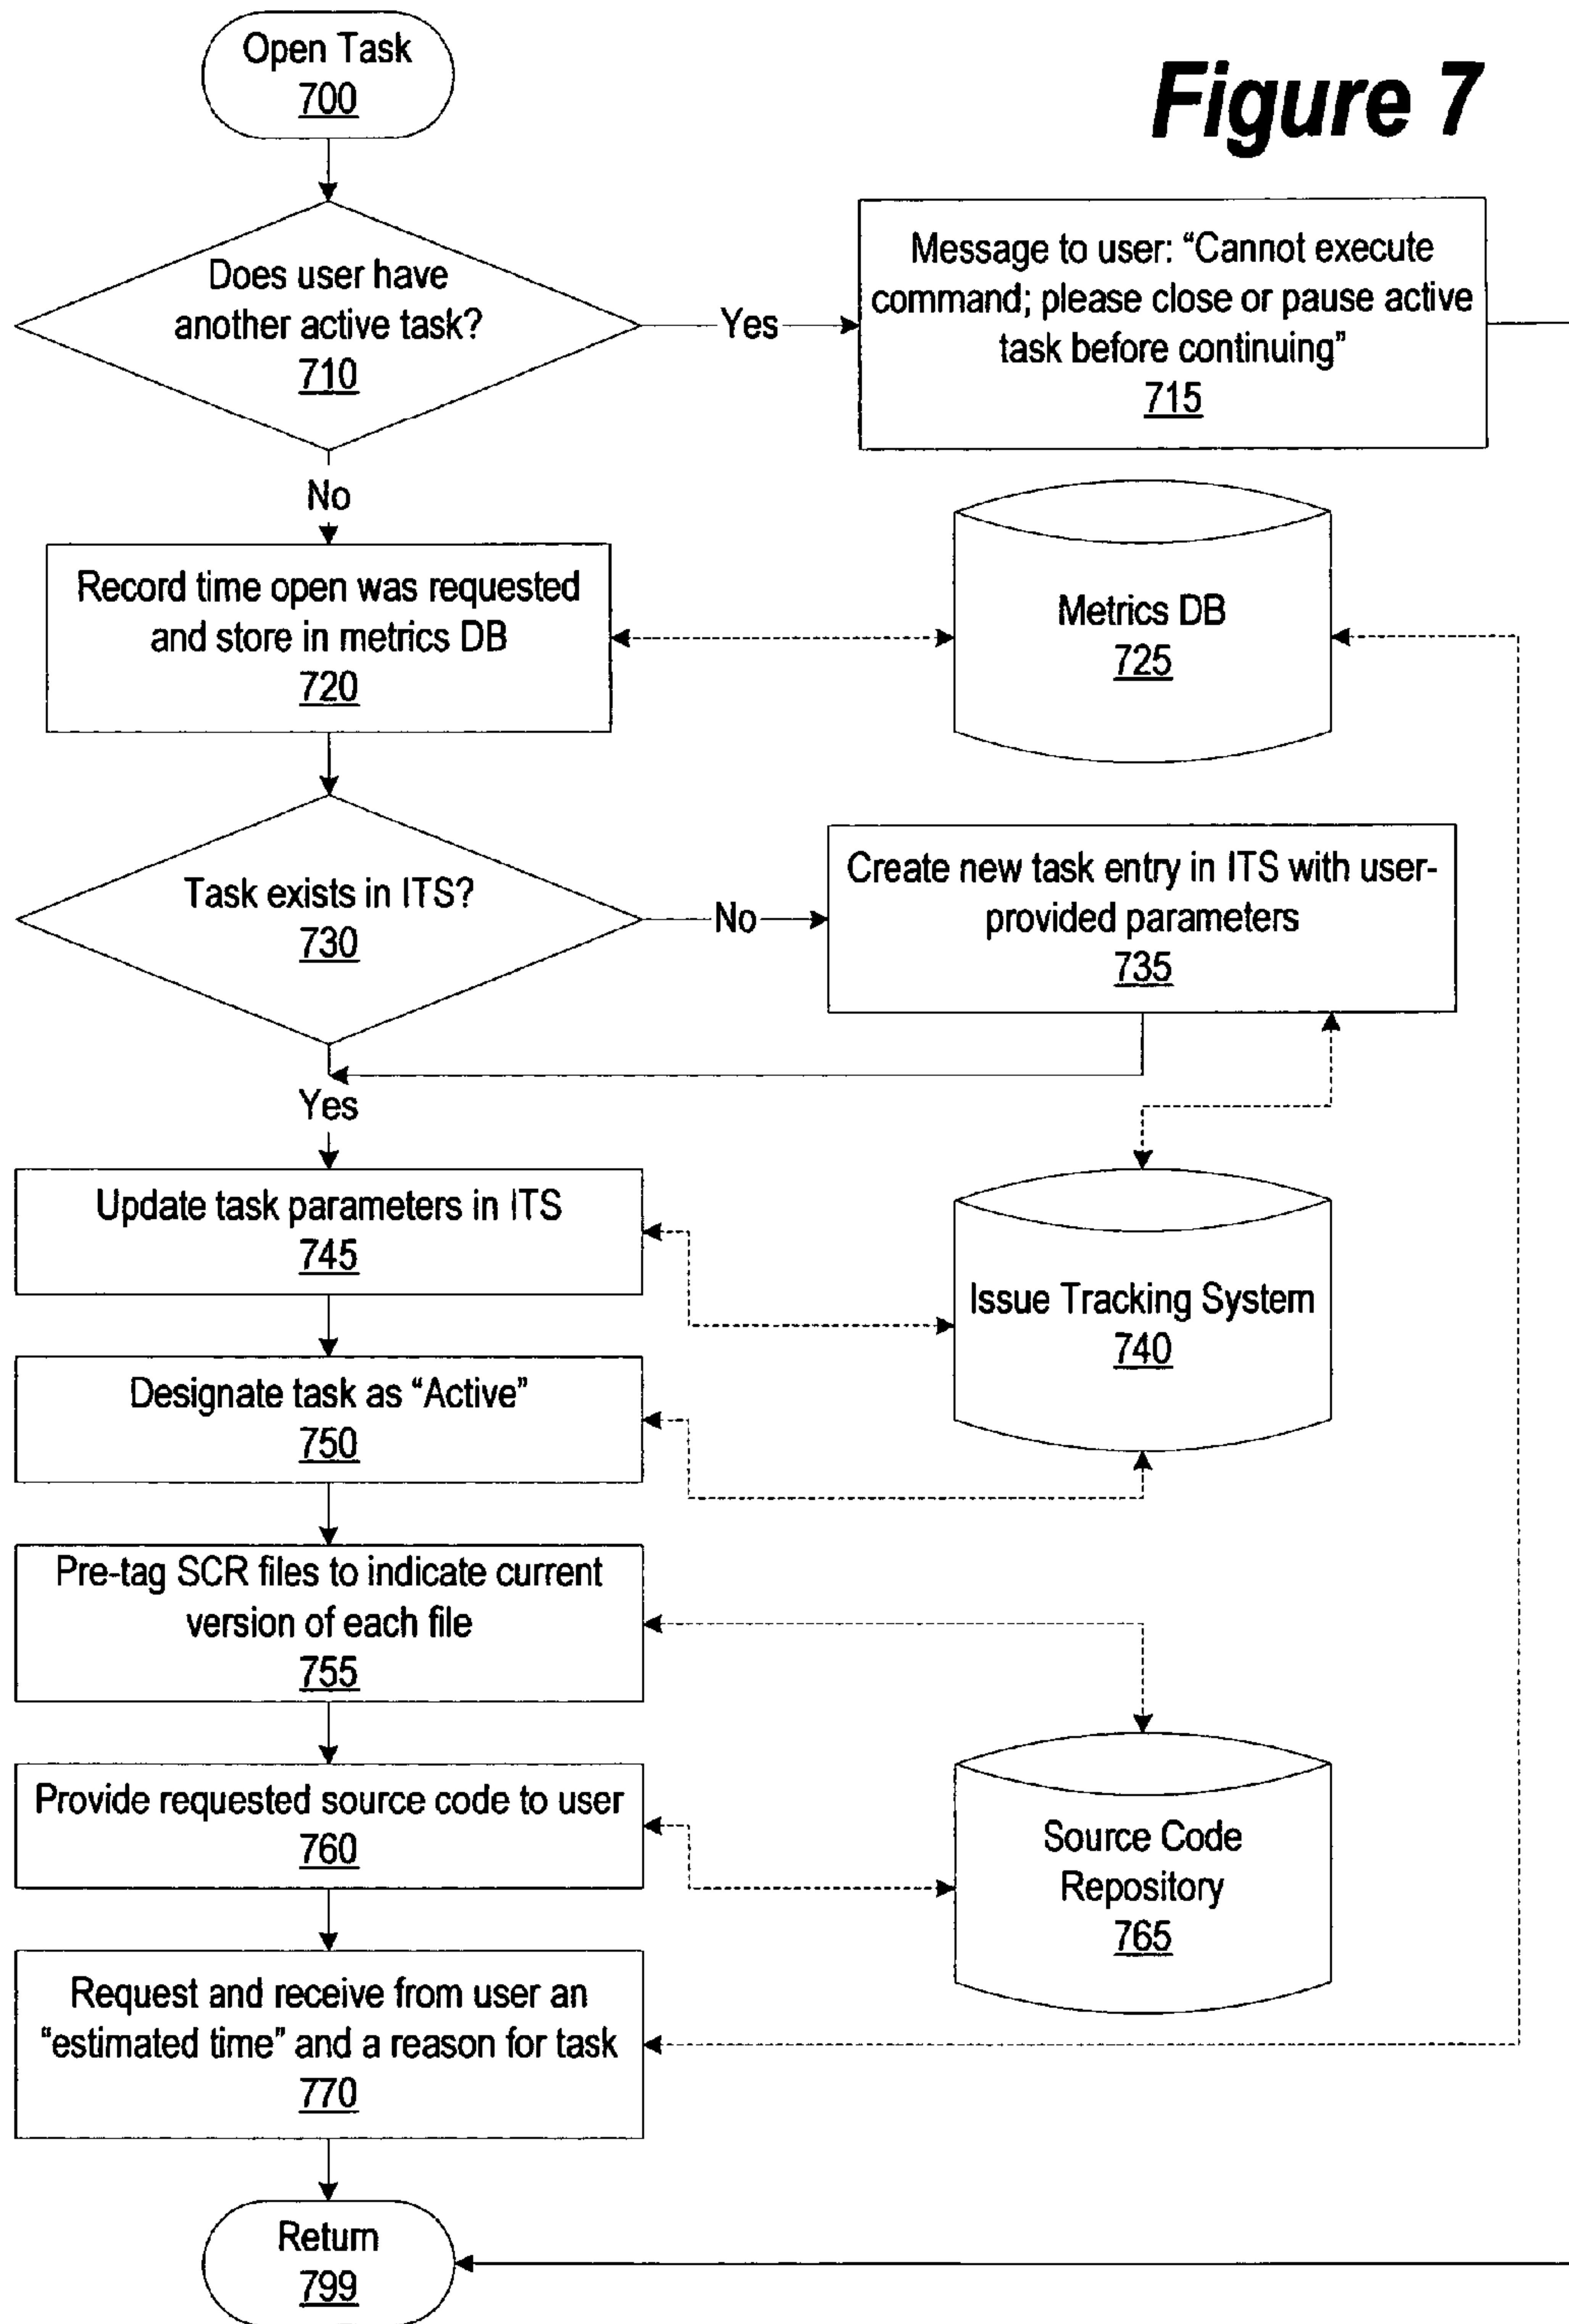 Figure 7
Open Task
700
Does user have
another active task?
710
Yes
Message to user: “Cannot execute
command; please close or pause active
task before continuing”
715
No
Record time open was requested
and store in metrics DB
720
Metrics DB
725
Task exists in ITS?
730
No
Create new task entry in ITS with user-
provided parameters
735
Yes
Update task parameters in ITS
745
Issue Tracking System
740
Designate task as “Active”
750
Pre-tag SCR files to indicate current
version of each file
755
Provide requested source code to user
760
Source Code
Repository
765
Request and receive from user an
“estimated time” and a reason for task
770
Return
799